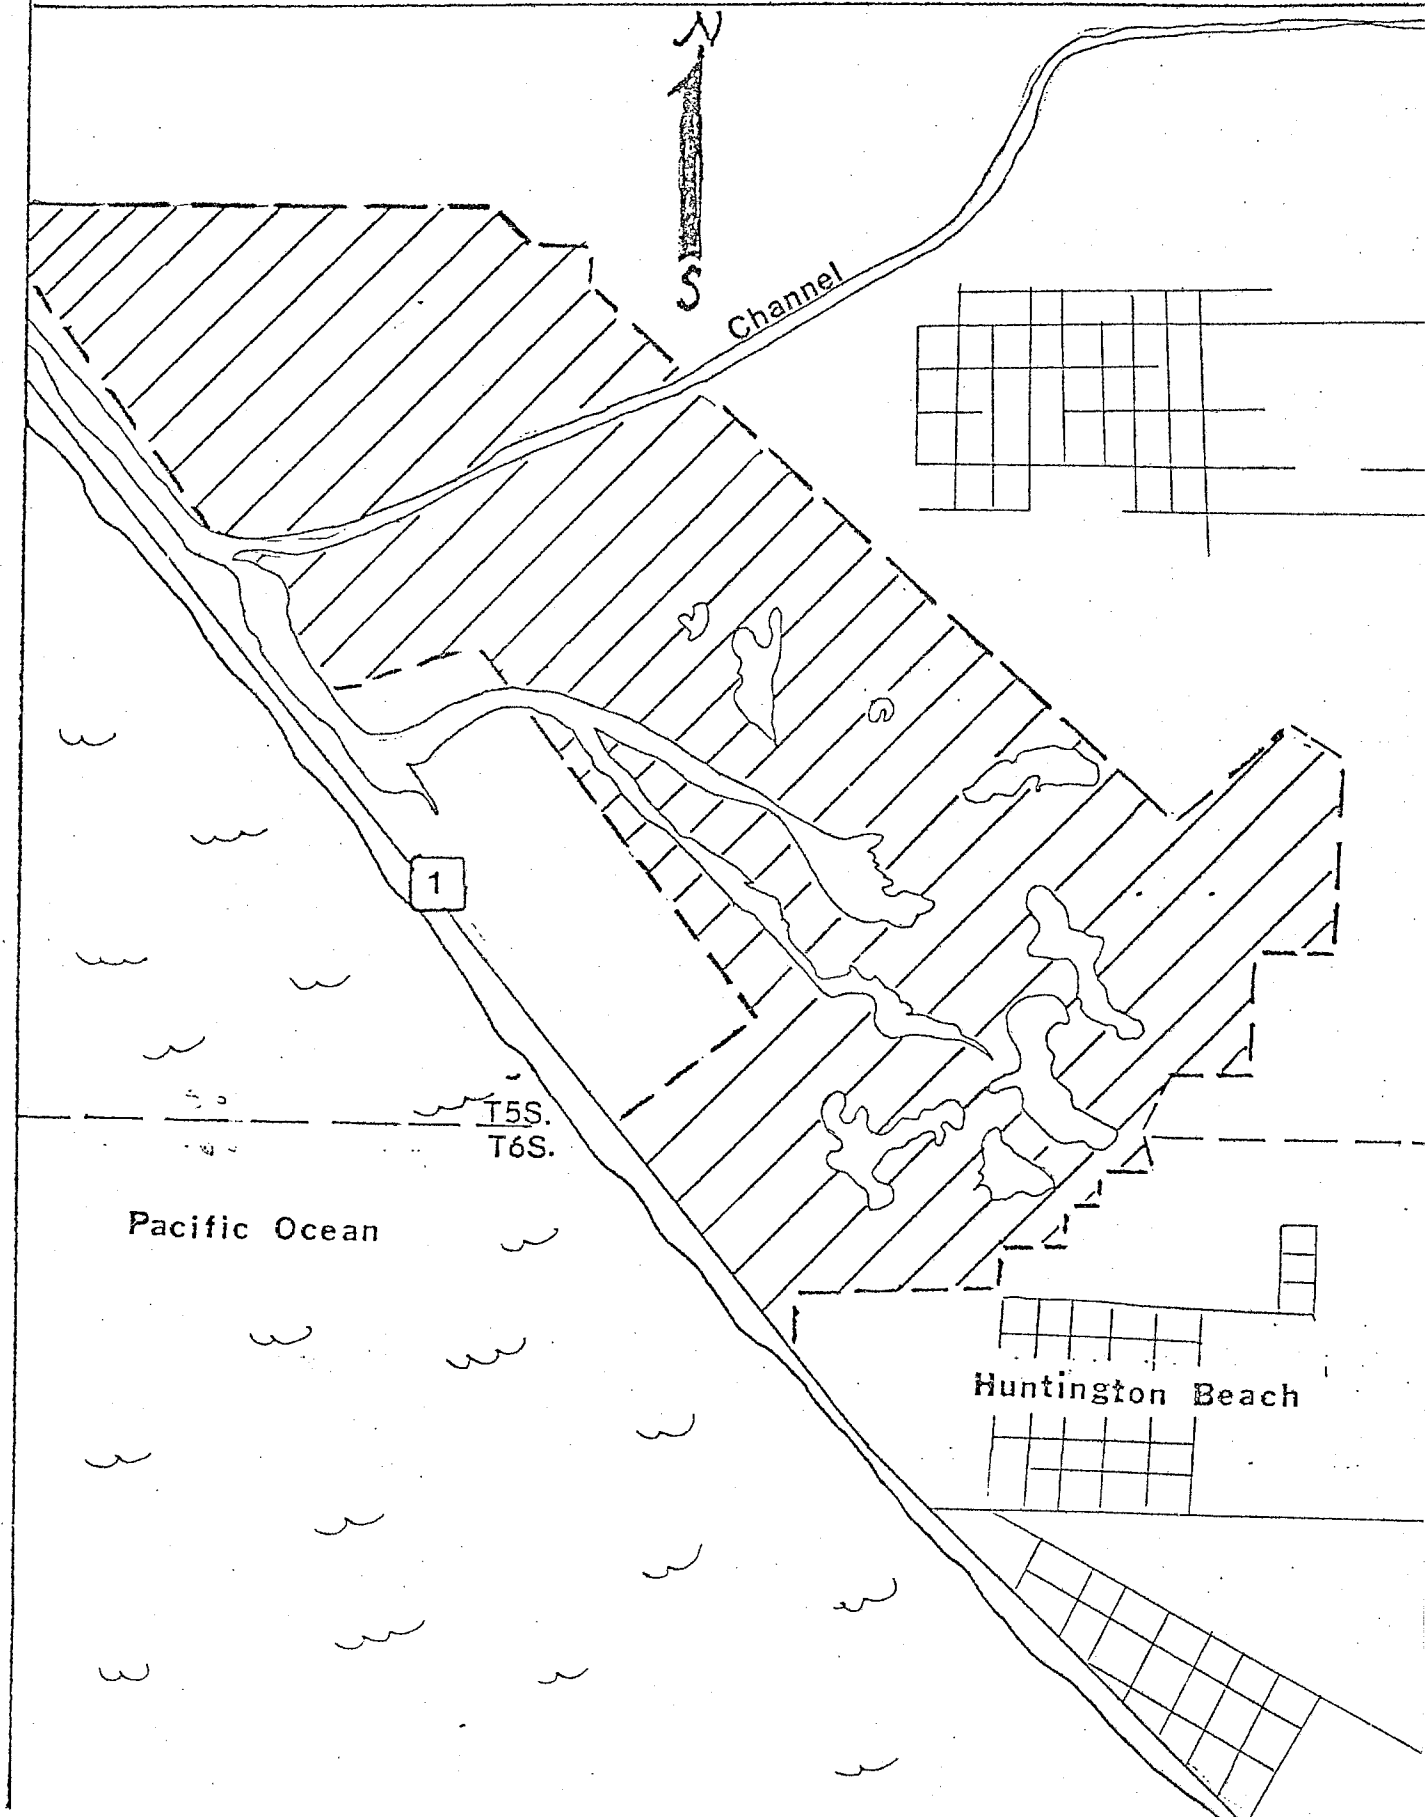 N
S
Channel
1
T5S.
T6S.
Pacific Ocean
Huntington Beach